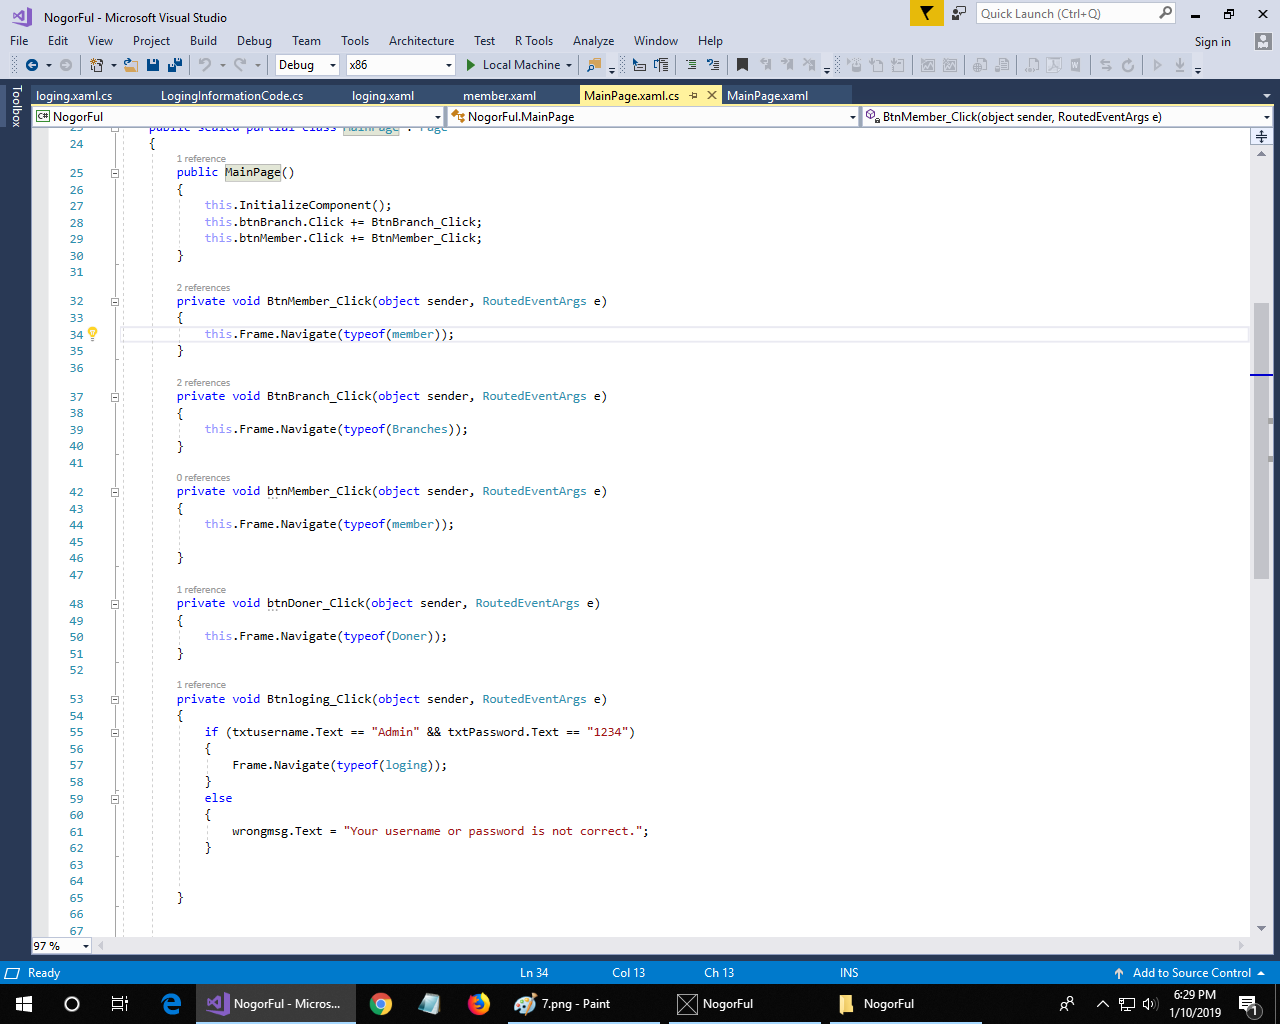 NogorFul - Microsoft Visual Studio
Quick Launch (Ctrl+Q)
File Edit View Project Build Debug Team Tools Architecture Test R Tools Analyze Window Help
Sign in
Debug x86 Local Machine
Toolbox
loging.xaml.cs LogingInformationCode.cs loging.xaml member.xaml MainPage.xaml.cs MainPage.xaml
C# NogorFul NogorFul.MainPage BtnMember_Click(object sender, RoutedEventArgs e)
23 public sealed partial class MainPage : Page
24 {
1 reference
25 public MainPage()
26 {
27 this.InitializeComponent();
28 this.btnBranch.Click += BtnBranch_Click;
29 this.btnMember.Click += BtnMember_Click;
30 }
31
2 references
32 private void BtnMember_Click(object sender, RoutedEventArgs e)
33 {
34 this.Frame.Navigate(typeof(member));
35 }
36
2 references
37 private void BtnBranch_Click(object sender, RoutedEventArgs e)
38 {
39 this.Frame.Navigate(typeof(Branches));
40 }
41
0 references
42 private void btnMember_Click(object sender, RoutedEventArgs e)
43 {
44 this.Frame.Navigate(typeof(member));
45
46 }
47
1 reference
48 private void btnDoner_Click(object sender, RoutedEventArgs e)
49 {
50 this.Frame.Navigate(typeof(Doner));
51 }
52
1 reference
53 private void Btnloging_Click(object sender, RoutedEventArgs e)
54 {
55 if (txtusername.Text == "Admin" && txtPassword.Text == "1234")
56 {
57 Frame.Navigate(typeof(loging));
58 }
59 else
60 {
61 wrongmsg.Text = "Your username or password is not correct.";
62 }
63
64
65 }
66
67
97 %
Ready Ln 34 Col 13 Ch 13 INS Add to Source Control
NogorFul - Micros... 7.png - Paint NogorFul NogorFul
6:29 PM
1/10/2019
1